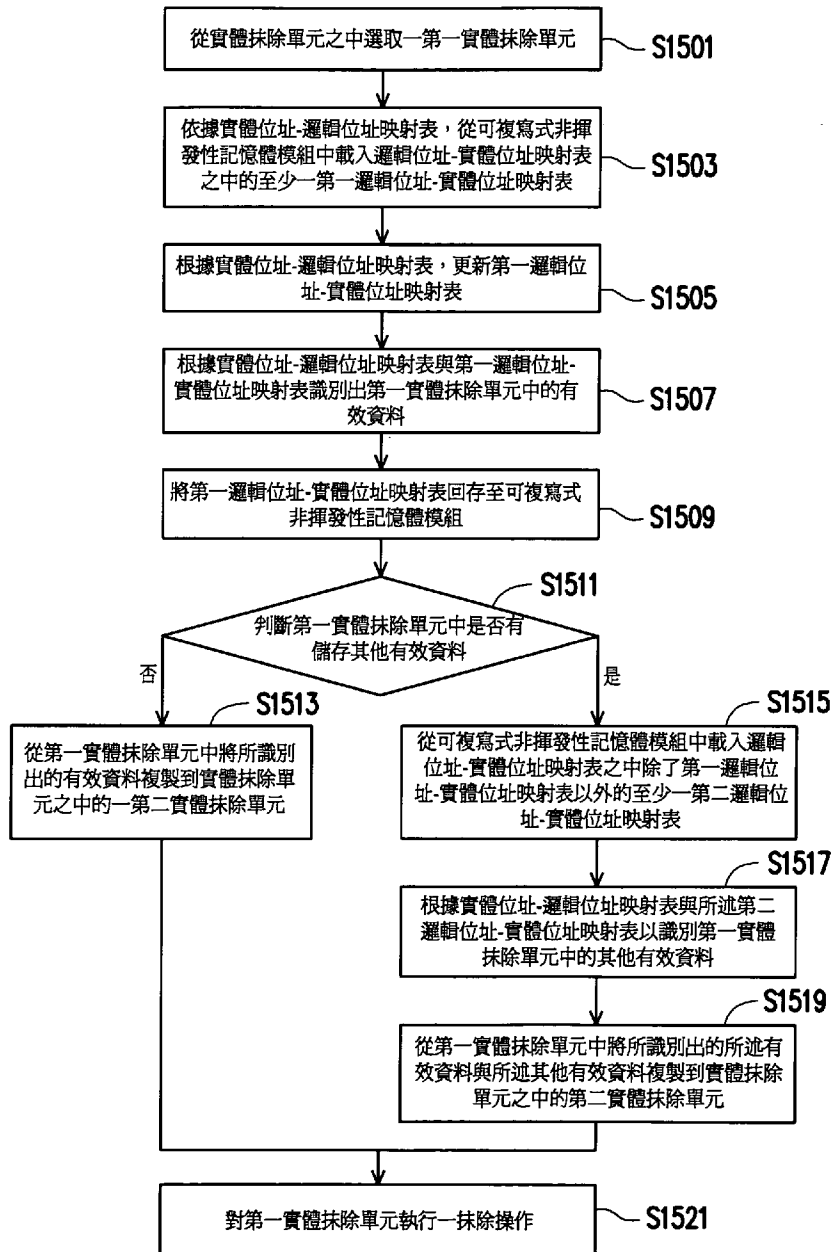 從實體抹除單元之中選取一第一實體抹除單元
S1501
依據實體位址-邏輯位址映射表，從可複寫式非揮
發性記憶體模組中載入邏輯位址-實體位址映射表
之中的至少一第一邏輯位址-實體位址映射表
S1503
根據實體位址-邏輯位址映射表，更新第一邏輯位
址-實體位址映射表
S1505
根據實體位址-邏輯位址映射表與第一邏輯位址-
實體位址映射表識別出第一實體抹除單元中的有
效資料
S1507
將第一邏輯位址-實體位址映射表回存至可複寫式
非揮發性記憶體模組
S1509
S1511
判斷第一實體抹除單元中是否有
儲存其他有效資料
否
是
S1513
從第一實體抹除單元中將所識別
出的有效資料複製到實體抹除單
元之中的一第二實體抹除單元
S1515
從可複寫式非揮發性記憶體模組中載入邏輯
位址-實體位址映射表之中除了第一邏輯位
址-實體位址映射表以外的至少一第二邏輯位
址-實體位址映射表
S1517
根據實體位址-邏輯位址映射表與所述第二
邏輯位址-實體位址映射表以識別第一實體
抹除單元中的其他有效資料
S1519
從第一實體抹除單元中將所識別出的所述有
效資料與所述其他有效資料複製到實體抹除
單元之中的第二實體抹除單元
對第一實體抹除單元執行一抹除操作
S1521